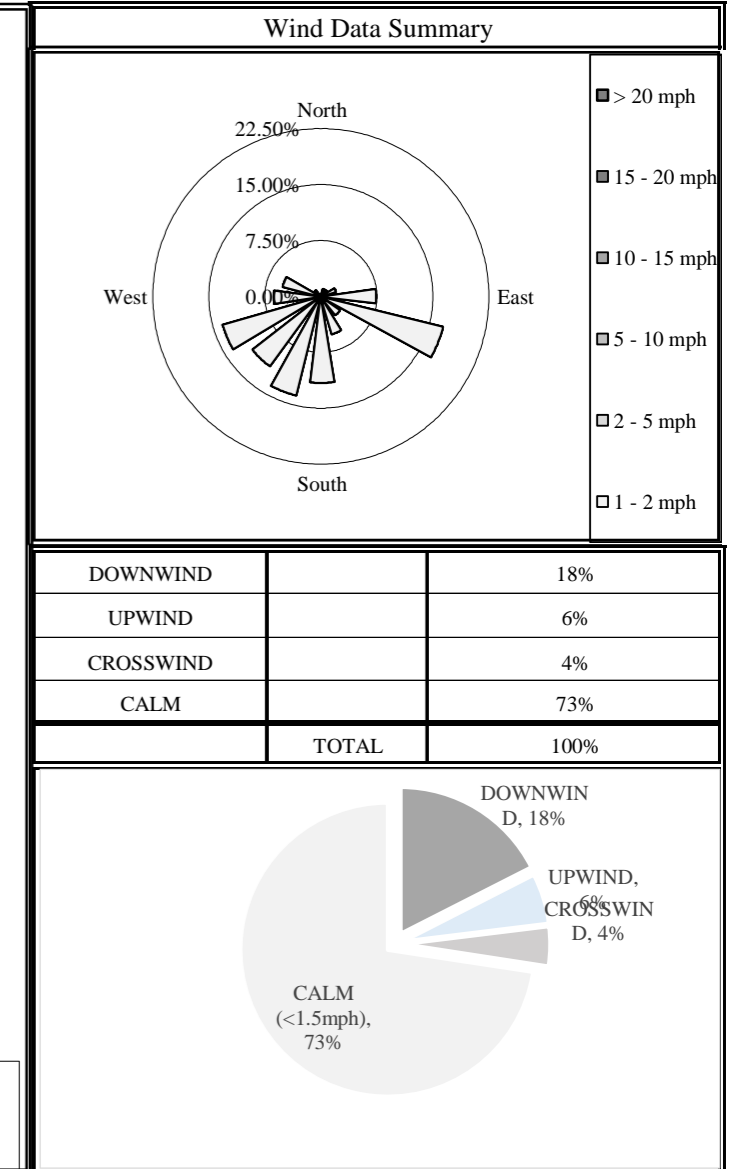 Wind Data Summary
North
22.50%
15.00%
7.50%
0.00%
West
East
South
> 20 mph
15 - 20 mph
10 - 15 mph
5 - 10 mph
2 - 5 mph
1 - 2 mph
DOWNWIND 18%
UPWIND 6%
CROSSWIND 4%
CALM 73%
TOTAL 100%
DOWNWIN
D, 18%
UPWIND,
6%
CROSSWIN
D, 4%
CALM
(<1.5mph),
73%